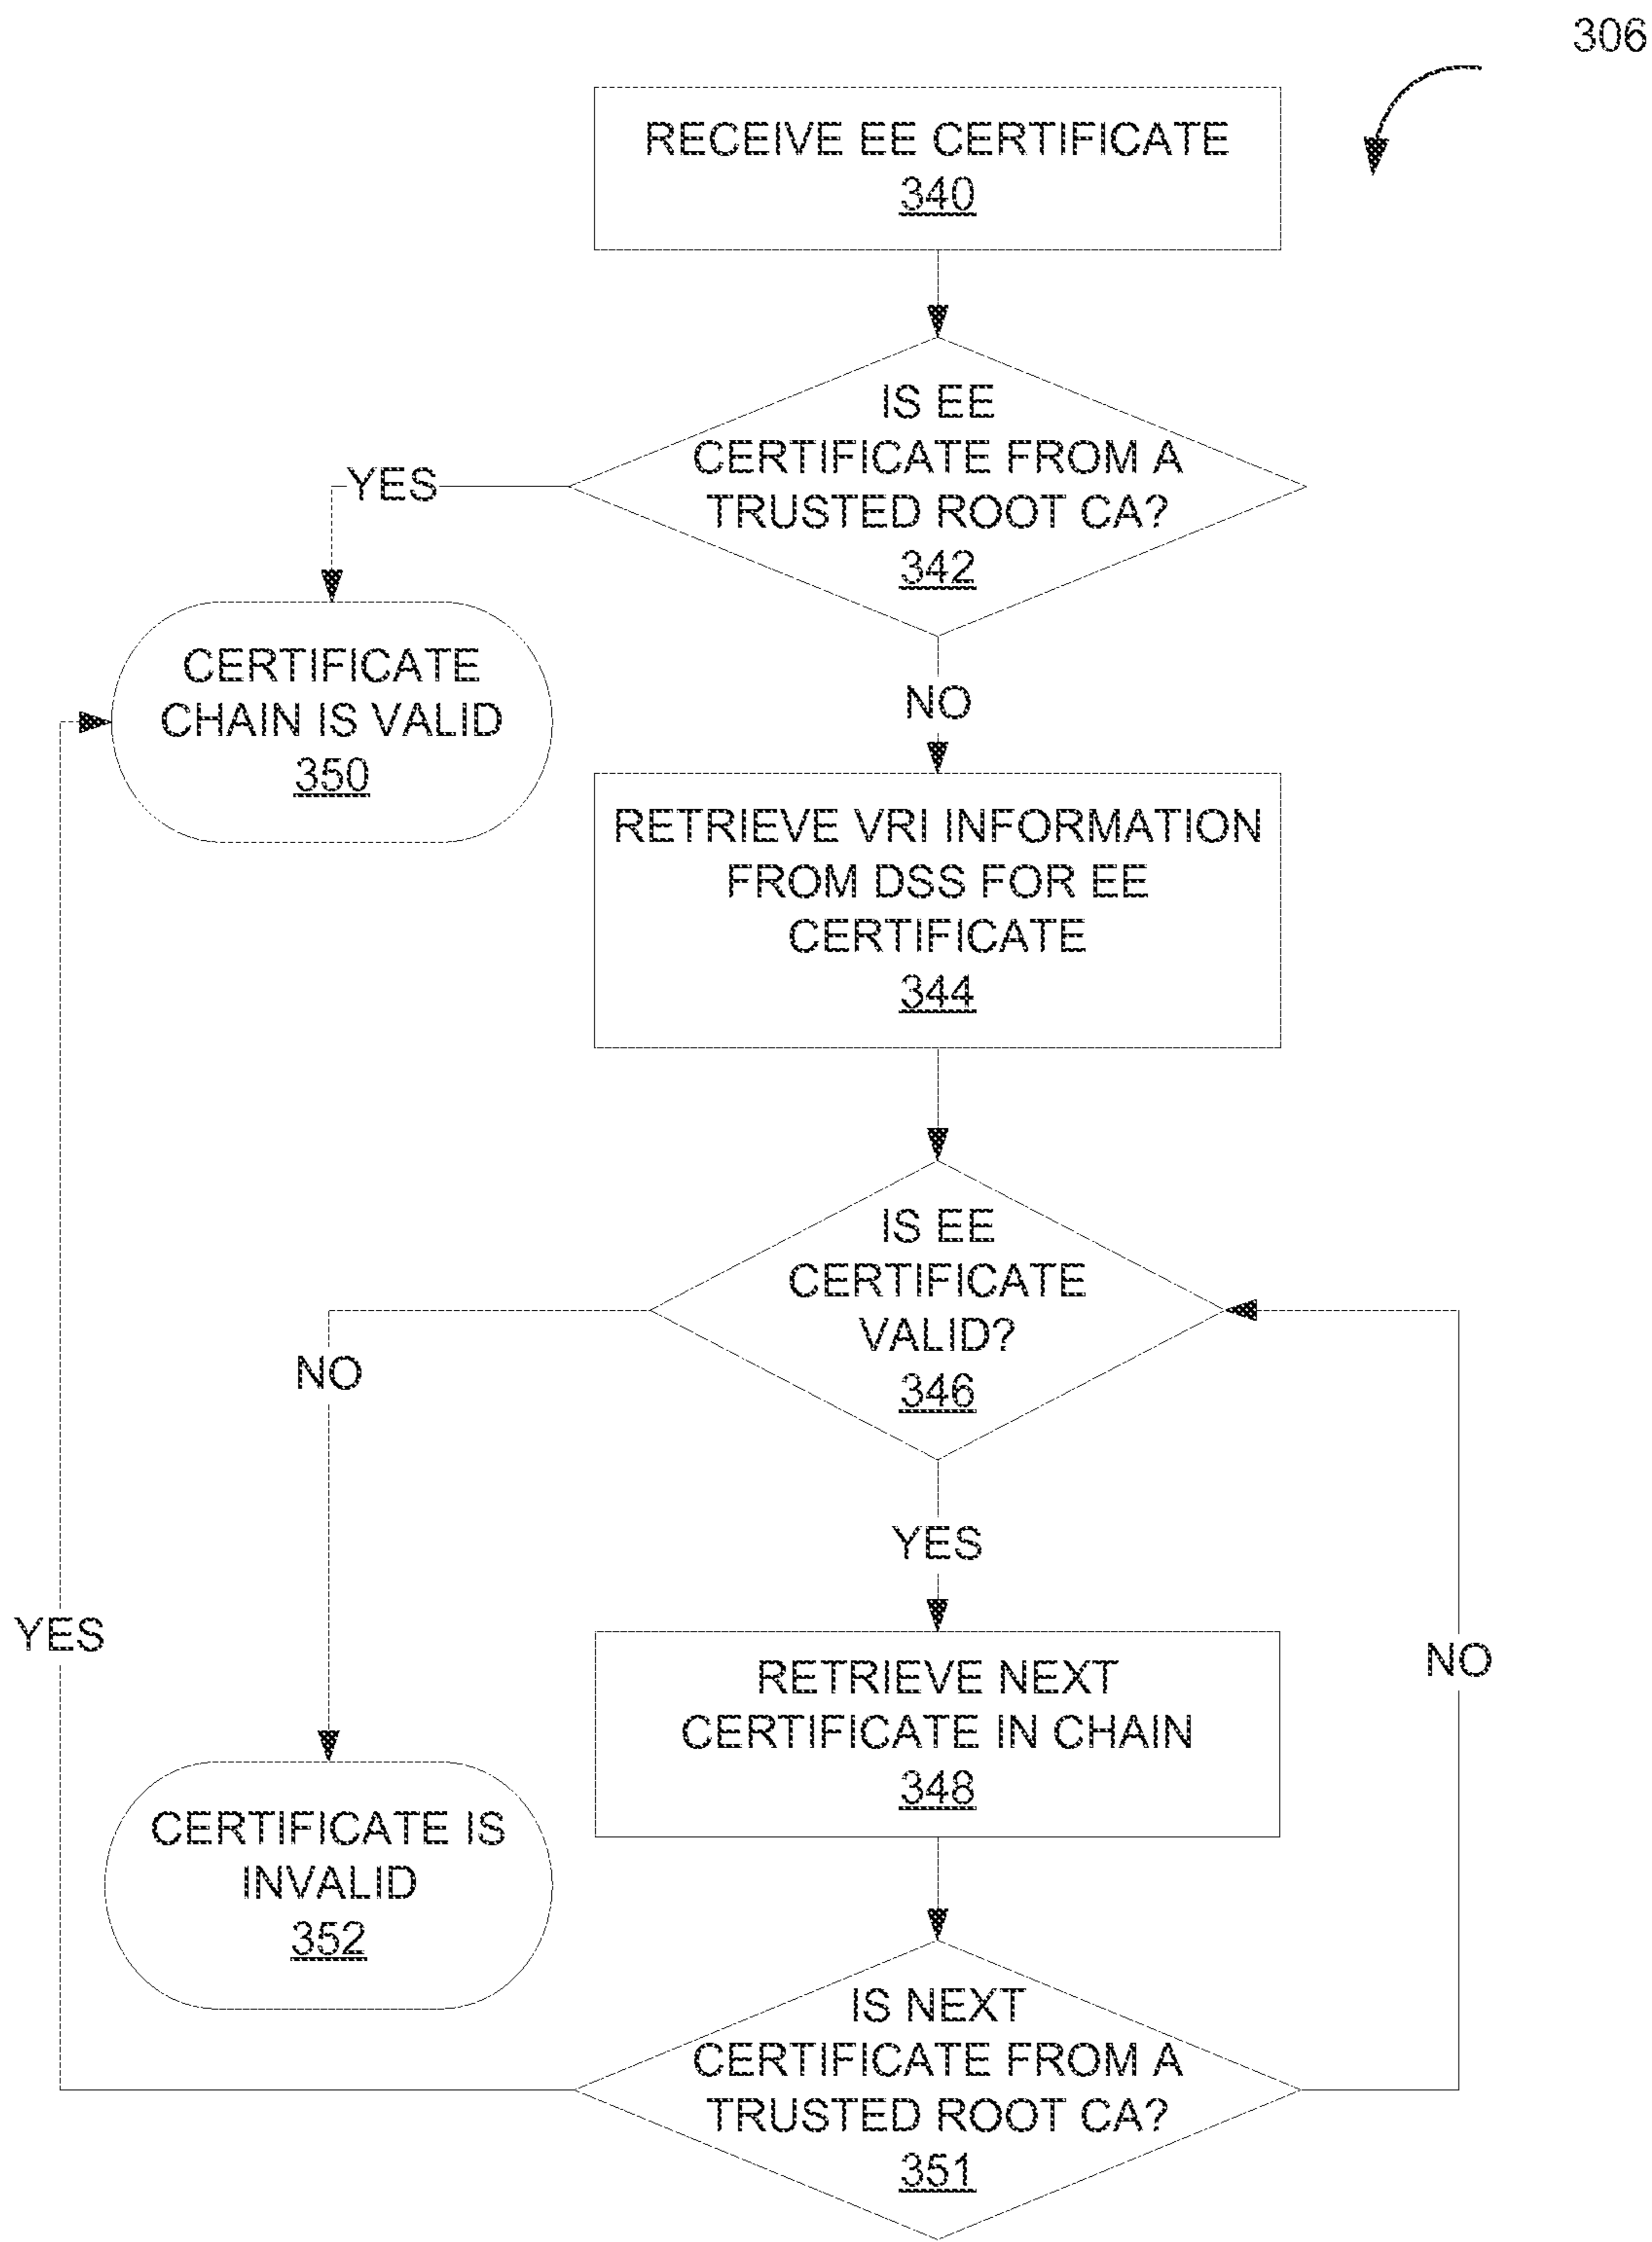 306
RECEIVE EE CERTIFICATE
340
IS EE
CERTIFICATE FROM A
TRUSTED ROOT CA?
342
YES
CERTIFICATE
CHAIN IS VALID
350
NO
RETRIEVE VRI INFORMATION
FROM DSS FOR EE
CERTIFICATE
344
IS EE
CERTIFICATE
VALID?
346
NO
YES
YES
RETRIEVE NEXT
CERTIFICATE IN CHAIN
348
NO
CERTIFICATE IS
INVALID
352
IS NEXT
CERTIFICATE FROM A
TRUSTED ROOT CA?
351